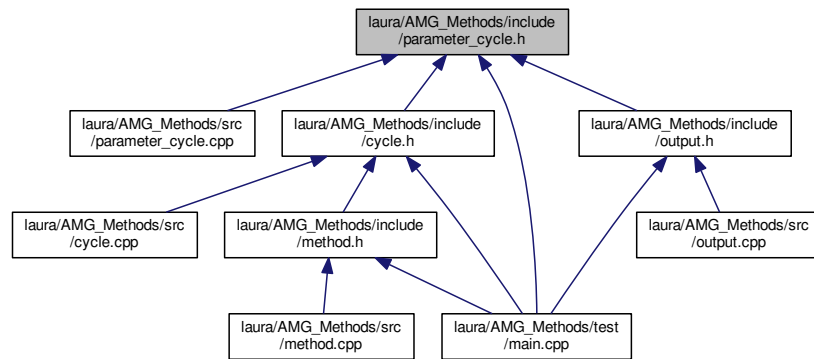 laura/AMG_Methods/include
/parameter_cycle.h
laura/AMG_Methods/src
/parameter_cycle.cpp
laura/AMG_Methods/include
/cycle.h
laura/AMG_Methods/include
/output.h
laura/AMG_Methods/src
/cycle.cpp
laura/AMG_Methods/include
/method.h
laura/AMG_Methods/src
/output.cpp
laura/AMG_Methods/src
/method.cpp
laura/AMG_Methods/test
/main.cpp